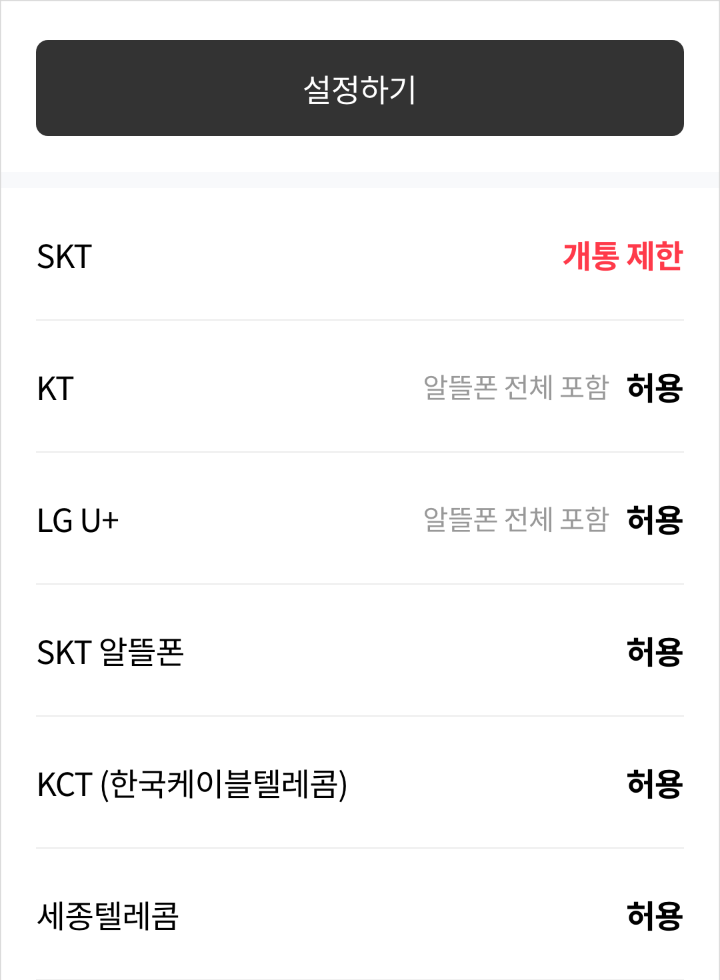 설정하기
SKT 개통 제한
KT 알뜰폰 전체 포함 허용
LG U+ 알뜰폰 전체 포함 허용
SKT 알뜰폰 허용
KCT (한국케이블텔레콤) 허용
세종텔레콤 허용